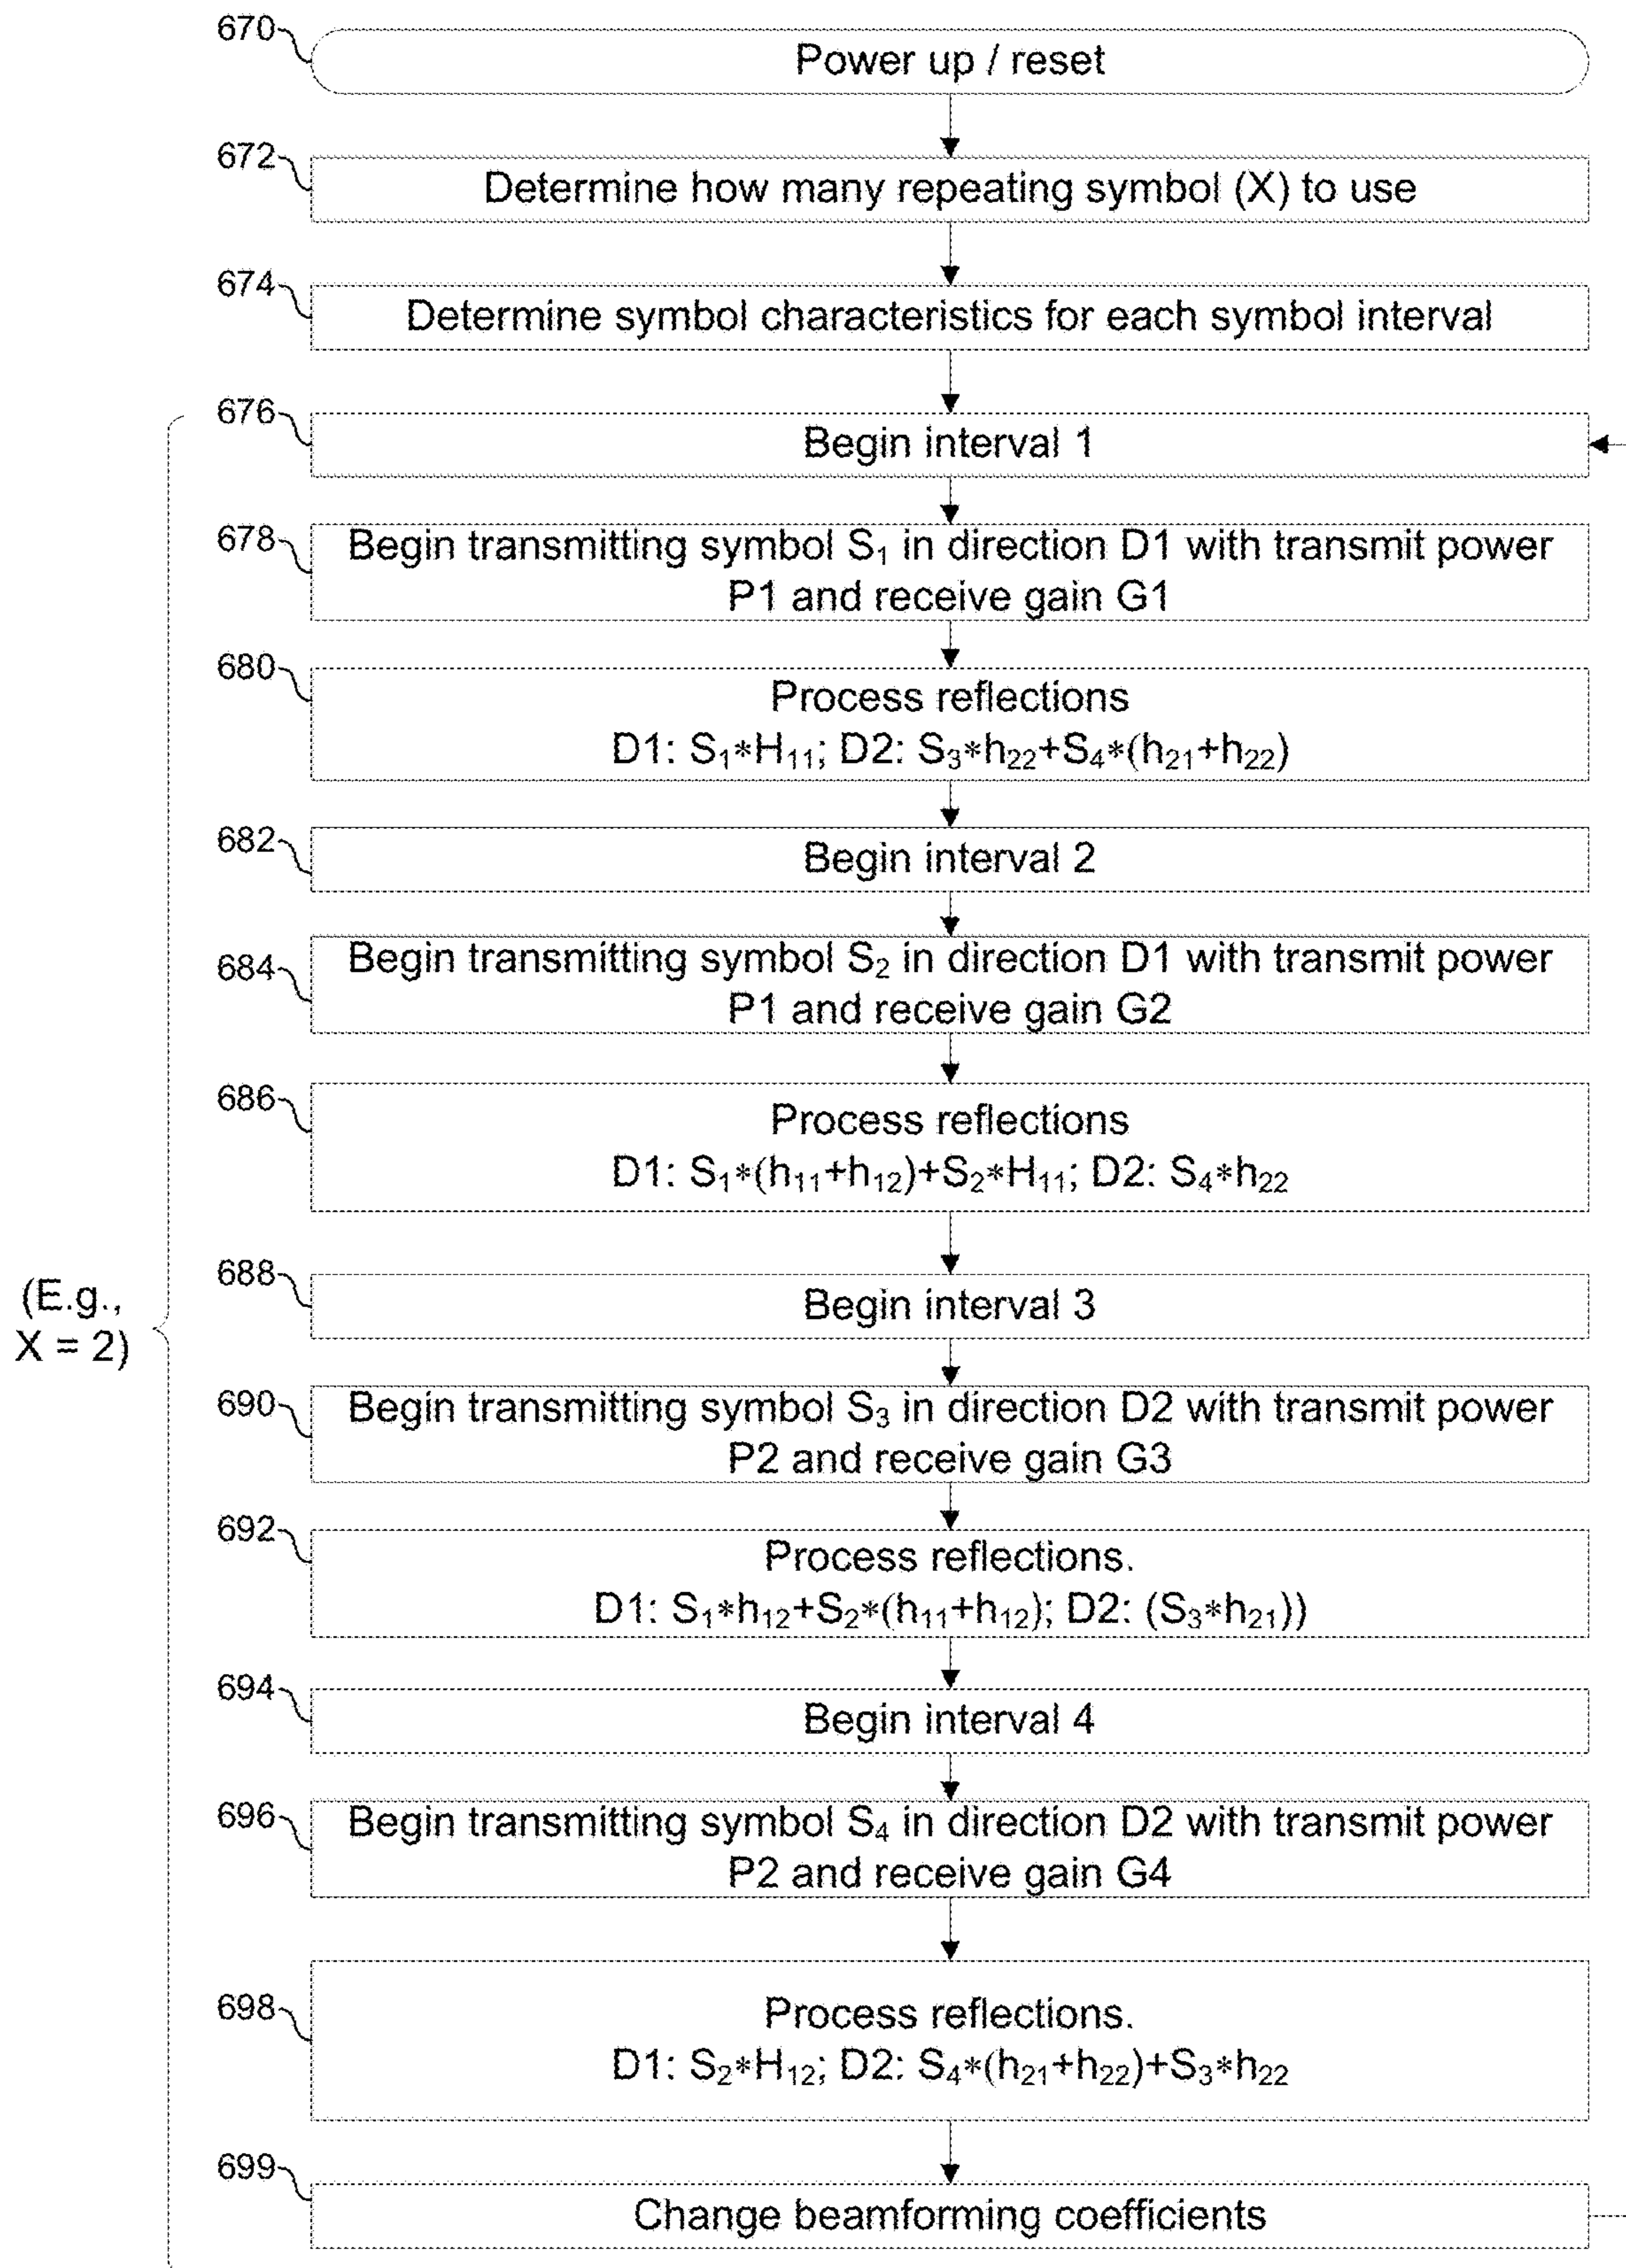 670
Power up / reset
672
Determine how many repeating symbol (X) to use
674
Determine symbol characteristics for each symbol interval
676
Begin interval 1
678
Begin transmitting symbol S₁ in direction D1 with transmit power
P1 and receive gain G1
680
Process reflections
D1: S₁*H₁₁; D2: S₃*h₂₂+S₄*(h₂₁+h₂₂)
682
Begin interval 2
684
Begin transmitting symbol S₂ in direction D1 with transmit power
P1 and receive gain G2
686
Process reflections
D1: S₁*(h₁₁+h₁₂)+S₂*H₁₁; D2: S₄*h₂₂
(E.g.,
X = 2)
688
Begin interval 3
690
Begin transmitting symbol S₃ in direction D2 with transmit power
P2 and receive gain G3
692
Process reflections.
D1: S₁*h₁₂+S₂*(h₁₁+h₁₂); D2: (S₃*h₂₁))
694
Begin interval 4
696
Begin transmitting symbol S₄ in direction D2 with transmit power
P2 and receive gain G4
698
Process reflections.
D1: S₂*H₁₂; D2: S₄*(h₂₁+h₂₂)+S₃*h₂₂
699
Change beamforming coefficients